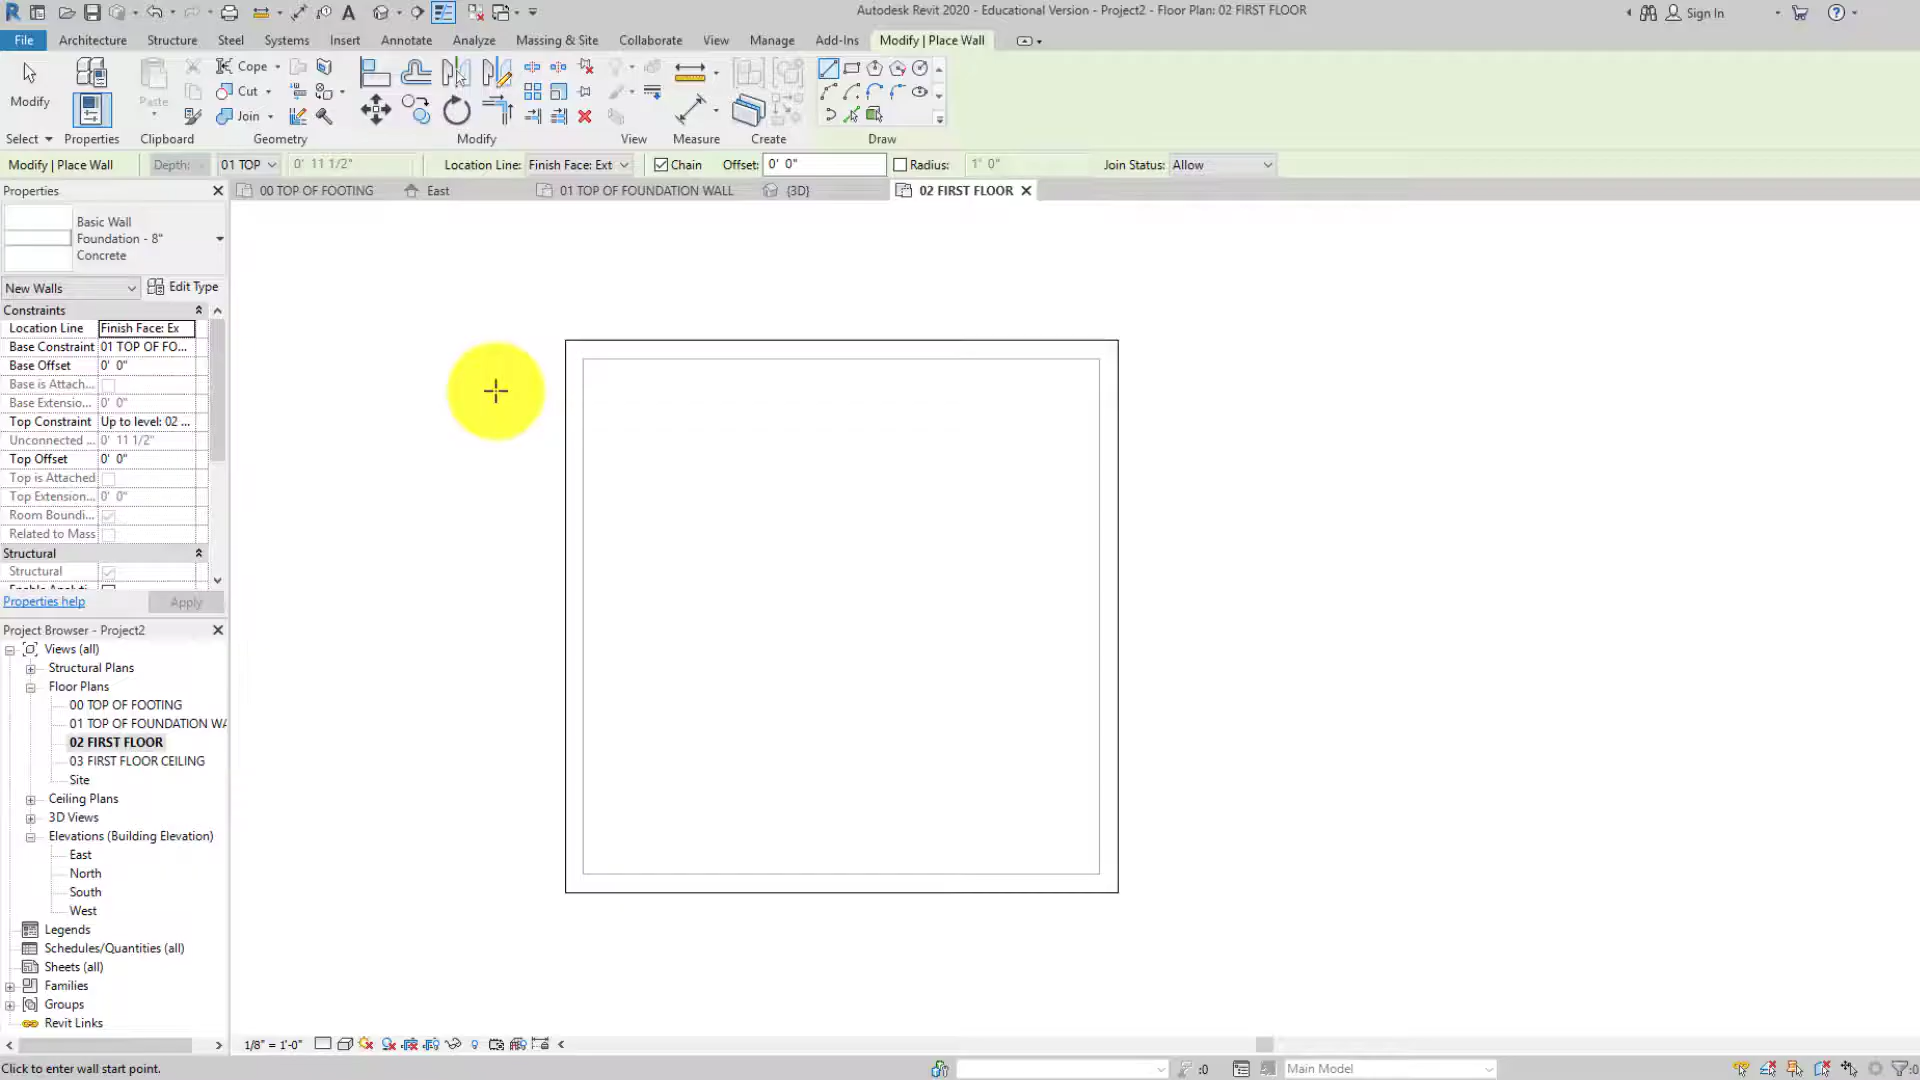 Autodesk Revit 2020 - Educational Version - Project2 - Floor Plan: 02 FIRST FLOOR
Sign In
File Architecture Structure Steel Systems Insert Annotate Analyze Massing & Site Collaborate View Manage Add-Ins Modify | Place Wall
Modify
Paste
Cope
Cut
Join
Select Properties Clipboard Geometry Modify View Measure Create Draw
Modify | Place Wall Depth: 01 TOP 0' 11 1/2" Location Line: Finish Face: Ext Chain Offset: 0' 0" Radius: 1' 0" Join Status: Allow
Properties
00 TOP OF FOOTING East 01 TOP OF FOUNDATION WALL {3D} 02 FIRST FLOOR
Basic Wall
Foundation - 8"
Concrete
New Walls Edit Type
Constraints
Location Line Finish Face: Ex
Base Constraint 01 TOP OF FO...
Base Offset 0' 0"
Base is Attach...
Base Extensio... 0' 0"
Top Constraint Up to level: 02 ...
Unconnected ... 0' 11 1/2"
Top Offset 0' 0"
Top is Attached
Top Extension... 0' 0"
Room Boundi...
Related to Mass
Structural
Structural
Properties help Apply
Project Browser - Project2
Views (all)
Structural Plans
Floor Plans
00 TOP OF FOOTING
01 TOP OF FOUNDATION WA
02 FIRST FLOOR
03 FIRST FLOOR CEILING
Site
Ceiling Plans
3D Views
Elevations (Building Elevation)
East
North
South
West
Legends
Schedules/Quantities (all)
Sheets (all)
Families
Groups
Revit Links
1/8" = 1'-0"
Click to enter wall start point. :0 Main Model :0